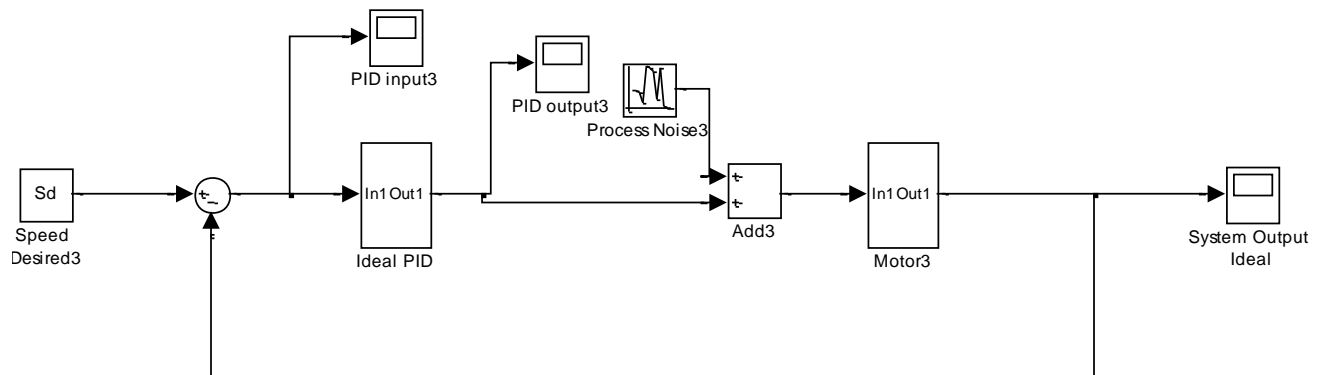 PID input3
PID output3
Process Noise3
Sd
Speed
Desired3
In1 Out1
Ideal PID
Add3
In1 Out1
Motor3
System Output
Ideal